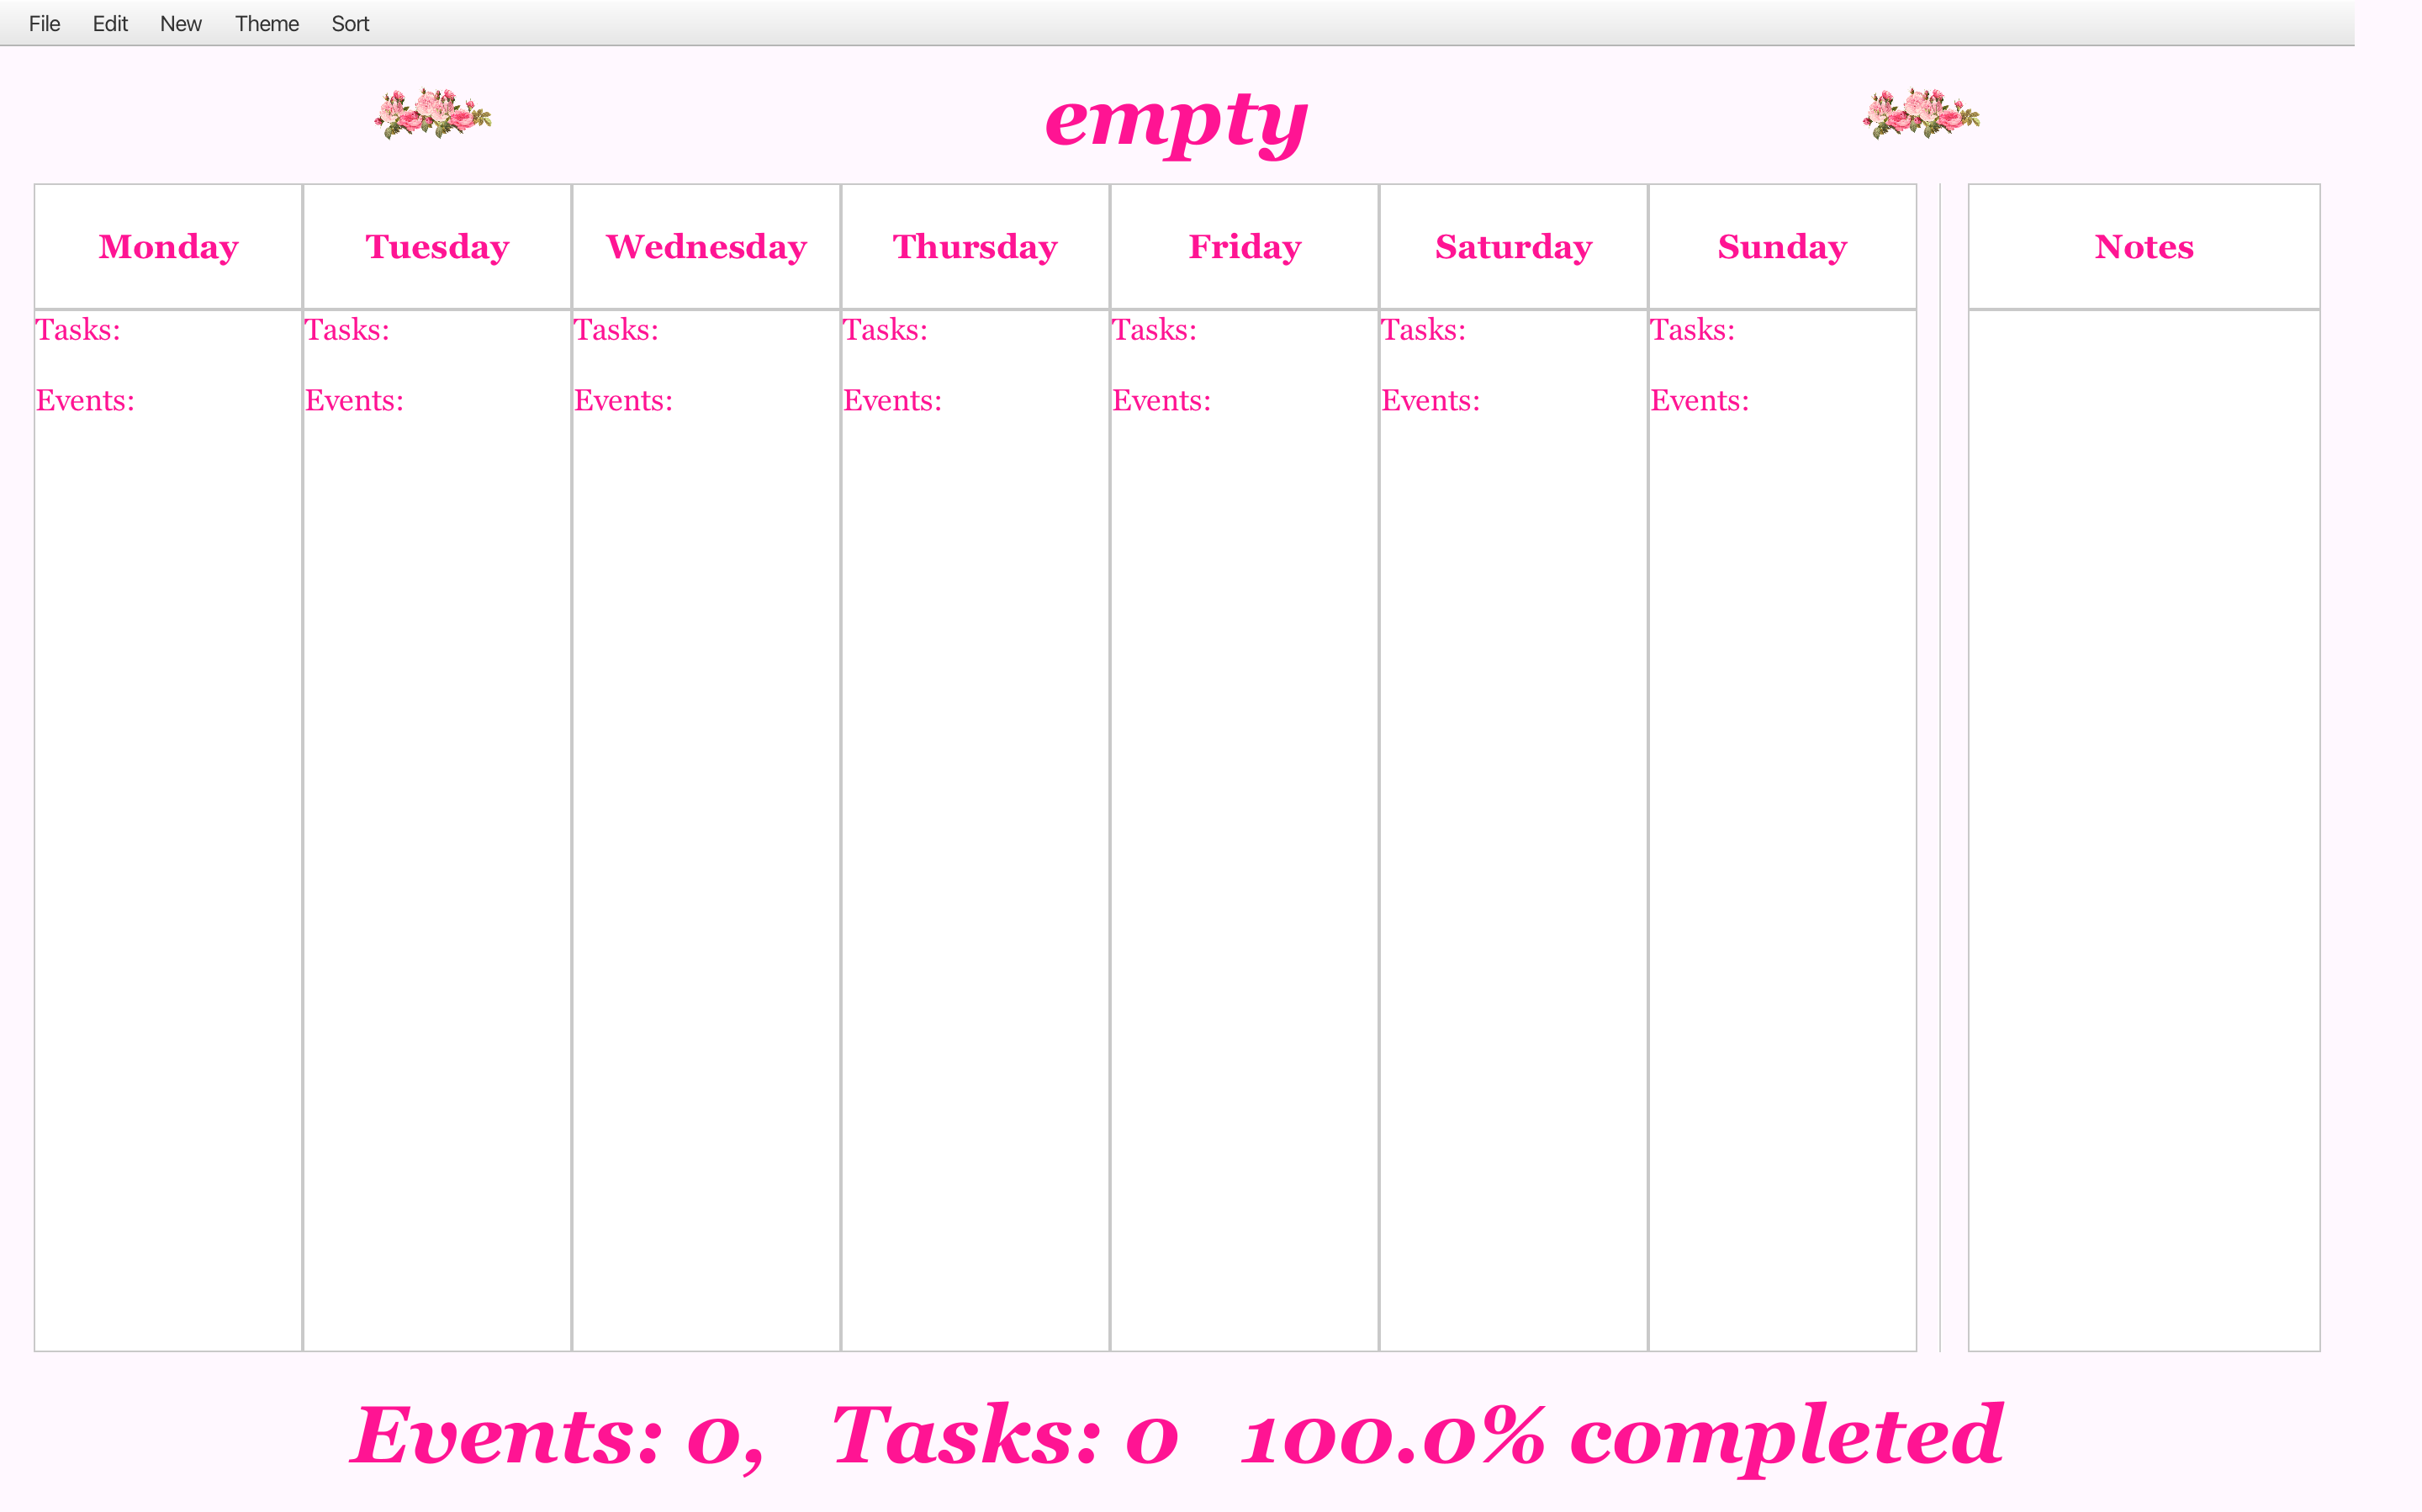 File Edit New Theme Sort
empty
Monday Tuesday Wednesday Thursday Friday Saturday Sunday Notes
Tasks: Tasks: Tasks: Tasks: Tasks: Tasks: Tasks:
Events: Events: Events: Events: Events: Events: Events:
Events: 0, Tasks: 0 100.0% completed